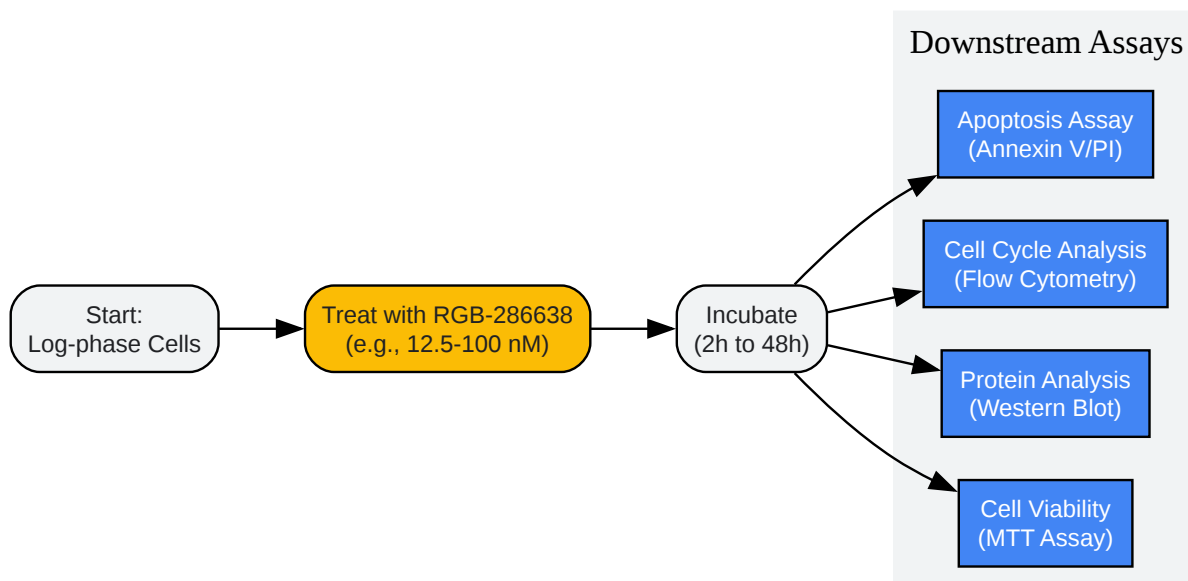 Downstream Assays
Start:
Log-phase Cells
Treat with RGB-286638
(e.g., 12.5-100 nM)
Incubate
(2h to 48h)
Apoptosis Assay
(Annexin V/PI)
Cell Cycle Analysis
(Flow Cytometry)
Protein Analysis
(Western Blot)
Cell Viability
(MTT Assay)